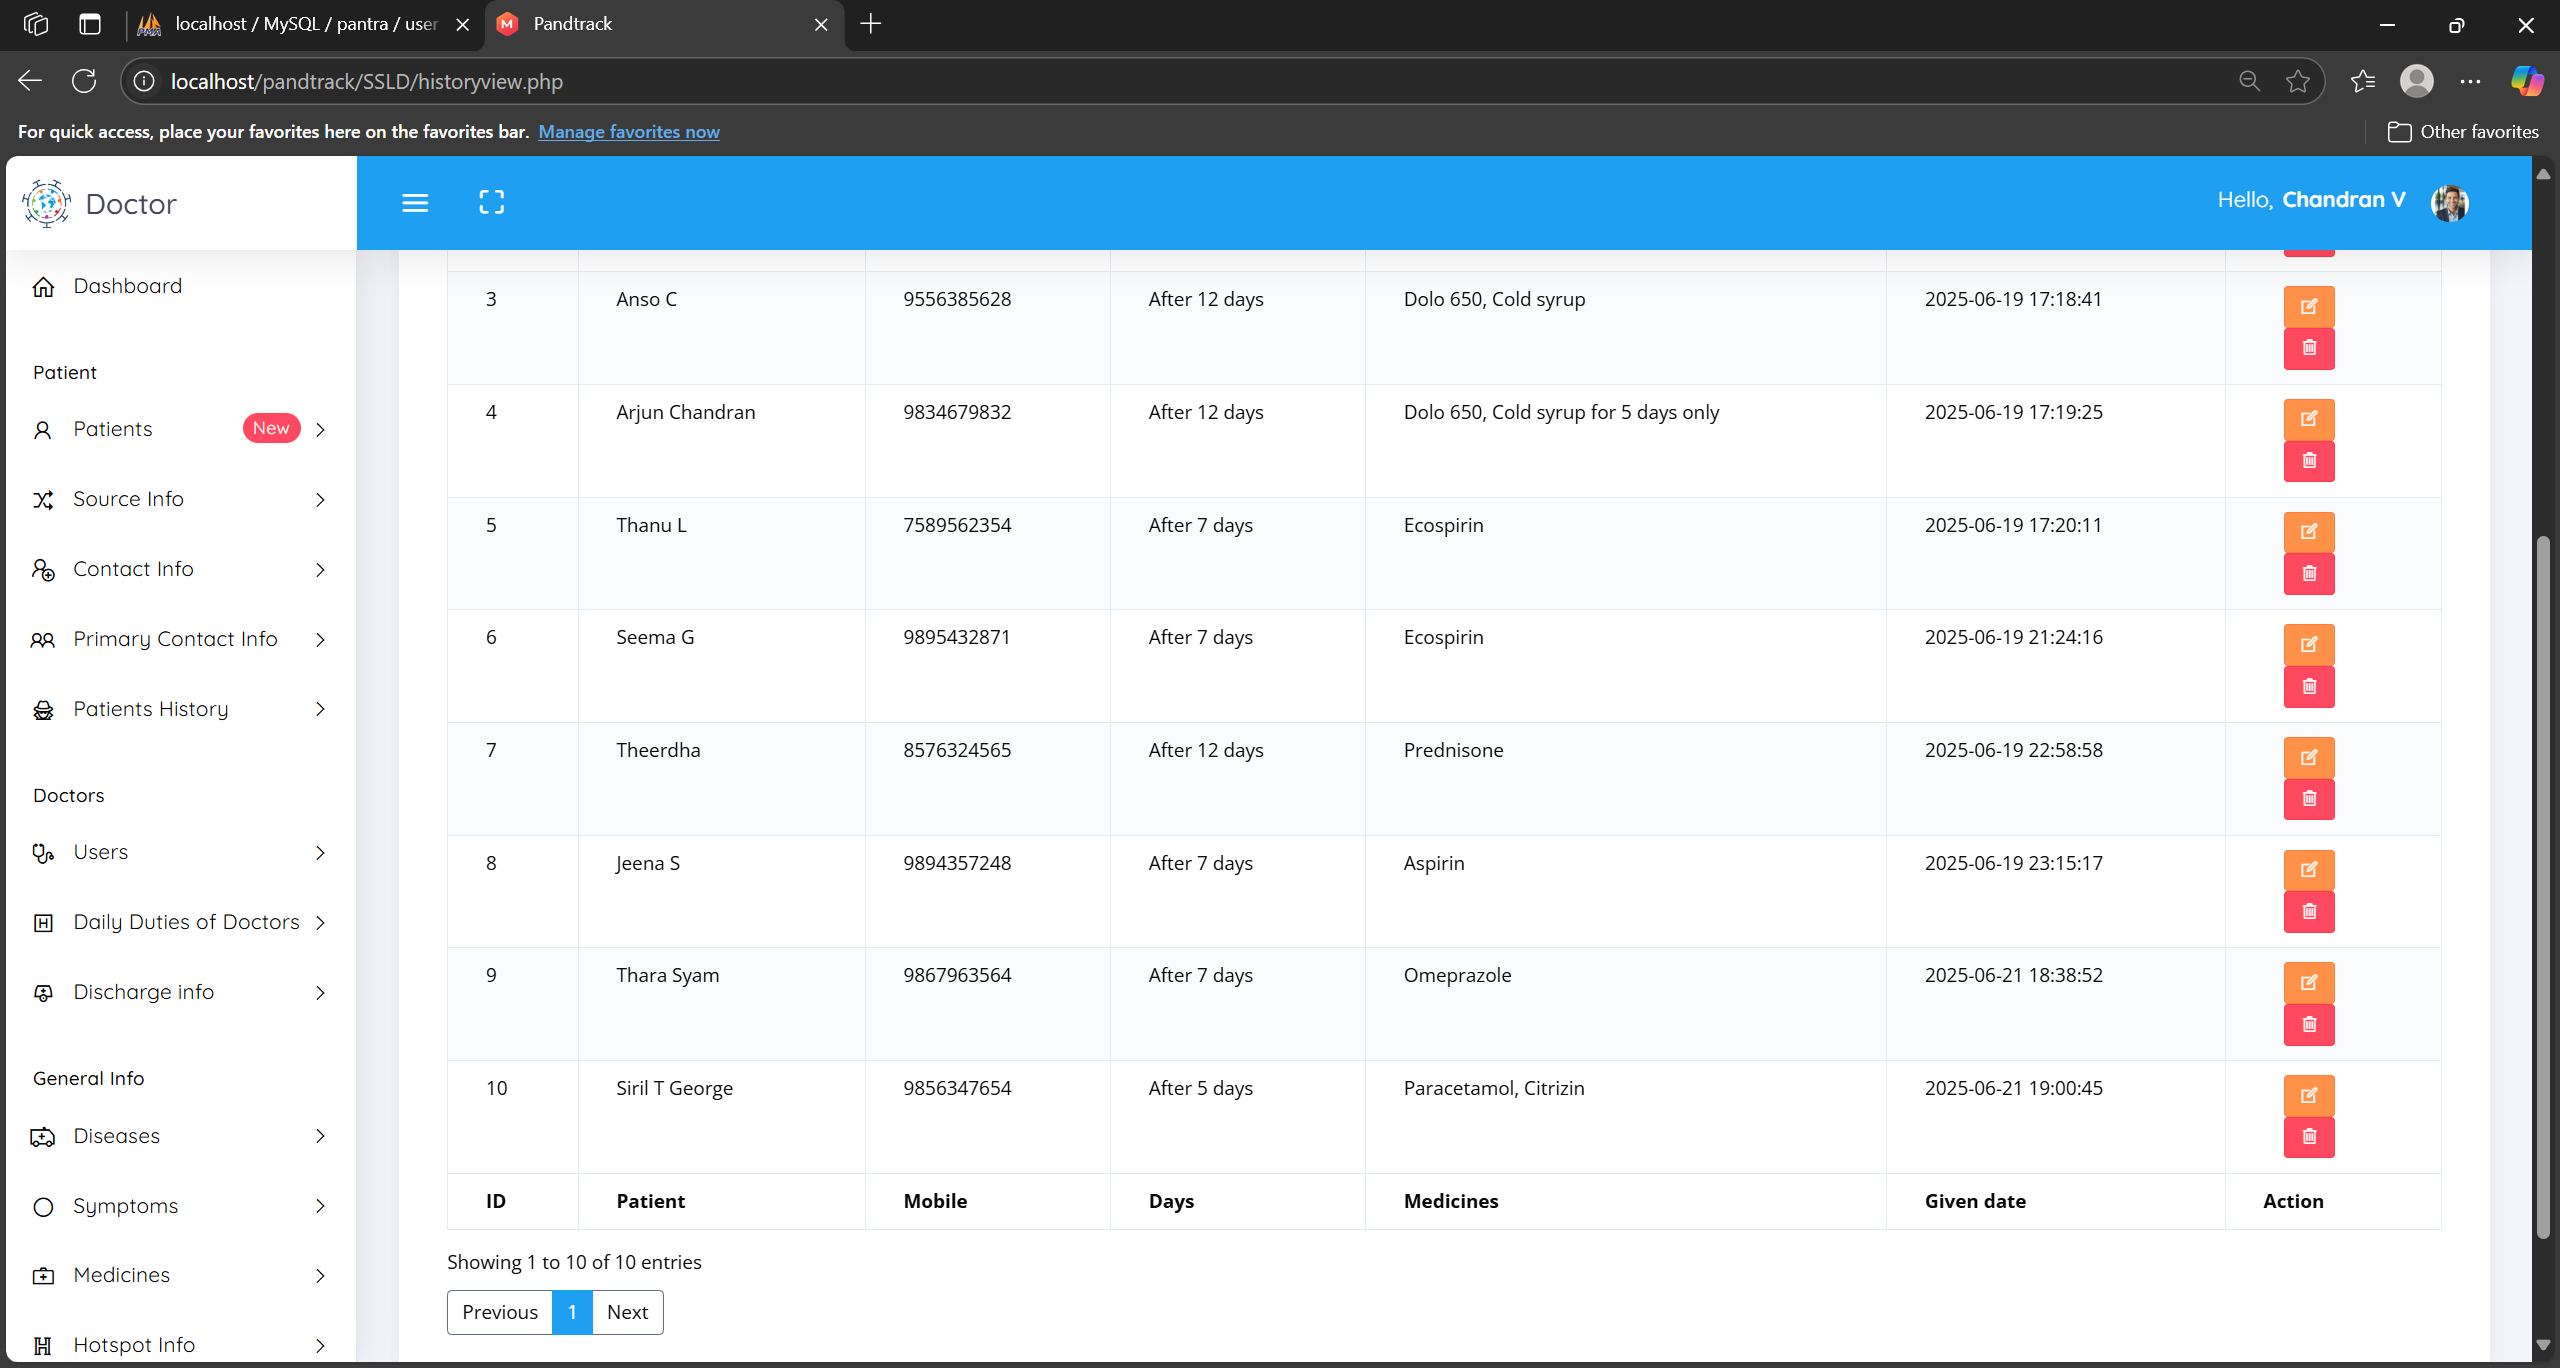 localhost / MySQL / pantra / user
Pandtrack
localhost/pandtrack/SSLD/historyview.php
For quick access, place your favorites here on the favorites bar. Manage favorites now
Other favorites
Doctor
Hello, Chandran V
Dashboard
Patient
Patients New
Source Info
Contact Info
Primary Contact Info
Patients History
Doctors
Users
Daily Duties of Doctors
Discharge info
General Info
Diseases
Symptoms
Medicines
Hotspot Info
3 Anso C 9556385628 After 12 days Dolo 650, Cold syrup 2025-06-19 17:18:41
4 Arjun Chandran 9834679832 After 12 days Dolo 650, Cold syrup for 5 days only 2025-06-19 17:19:25
5 Thanu L 7589562354 After 7 days Ecospirin 2025-06-19 17:20:11
6 Seema G 9895432871 After 7 days Ecospirin 2025-06-19 21:24:16
7 Theerdha 8576324565 After 12 days Prednisone 2025-06-19 22:58:58
8 Jeena S 9894357248 After 7 days Aspirin 2025-06-19 23:15:17
9 Thara Syam 9867963564 After 7 days Omeprazole 2025-06-21 18:38:52
10 Siril T George 9856347654 After 5 days Paracetamol, Citrizin 2025-06-21 19:00:45
ID Patient Mobile Days Medicines Given date Action
Showing 1 to 10 of 10 entries
Previous 1 Next